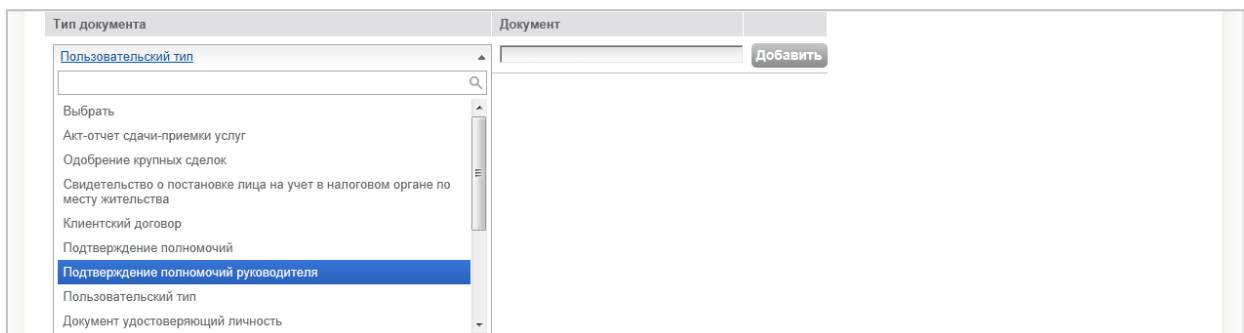 Тип документа Документ
Пользовательский тип Добавить
Выбрать
Акт-отчет сдачи-приемки услуг
Одобрение крупных сделок
Свидетельство о постановке лица на учет в налоговом органе по
месту жительства
Клиентский договор
Подтверждение полномочий
Подтверждение полномочий руководителя
Пользовательский тип
Документ удостоверяющий личность